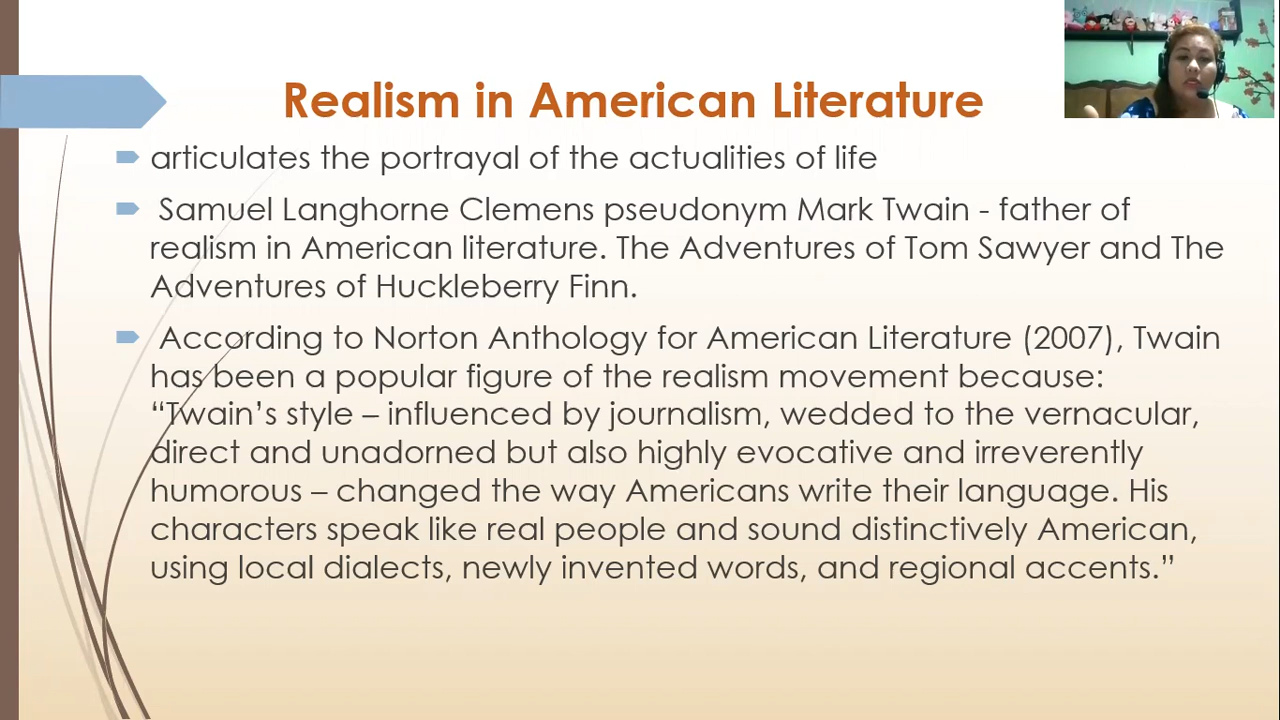 Realism in American Literature
articulates the portrayal of the actualities of life
Samuel Langhorne Clemens pseudonym Mark Twain - father of
realism in American literature. The Adventures of Tom Sawyer and The
Adventures of Huckleberry Finn.
According to Norton Anthology for American Literature (2007), Twain
has been a popular figure of the realism movement because:
“Twain’s style – influenced by journalism, wedded to the vernacular,
direct and unadorned but also highly evocative and irreverently
humorous – changed the way Americans write their language. His
characters speak like real people and sound distinctively American,
using local dialects, newly invented words, and regional accents.”